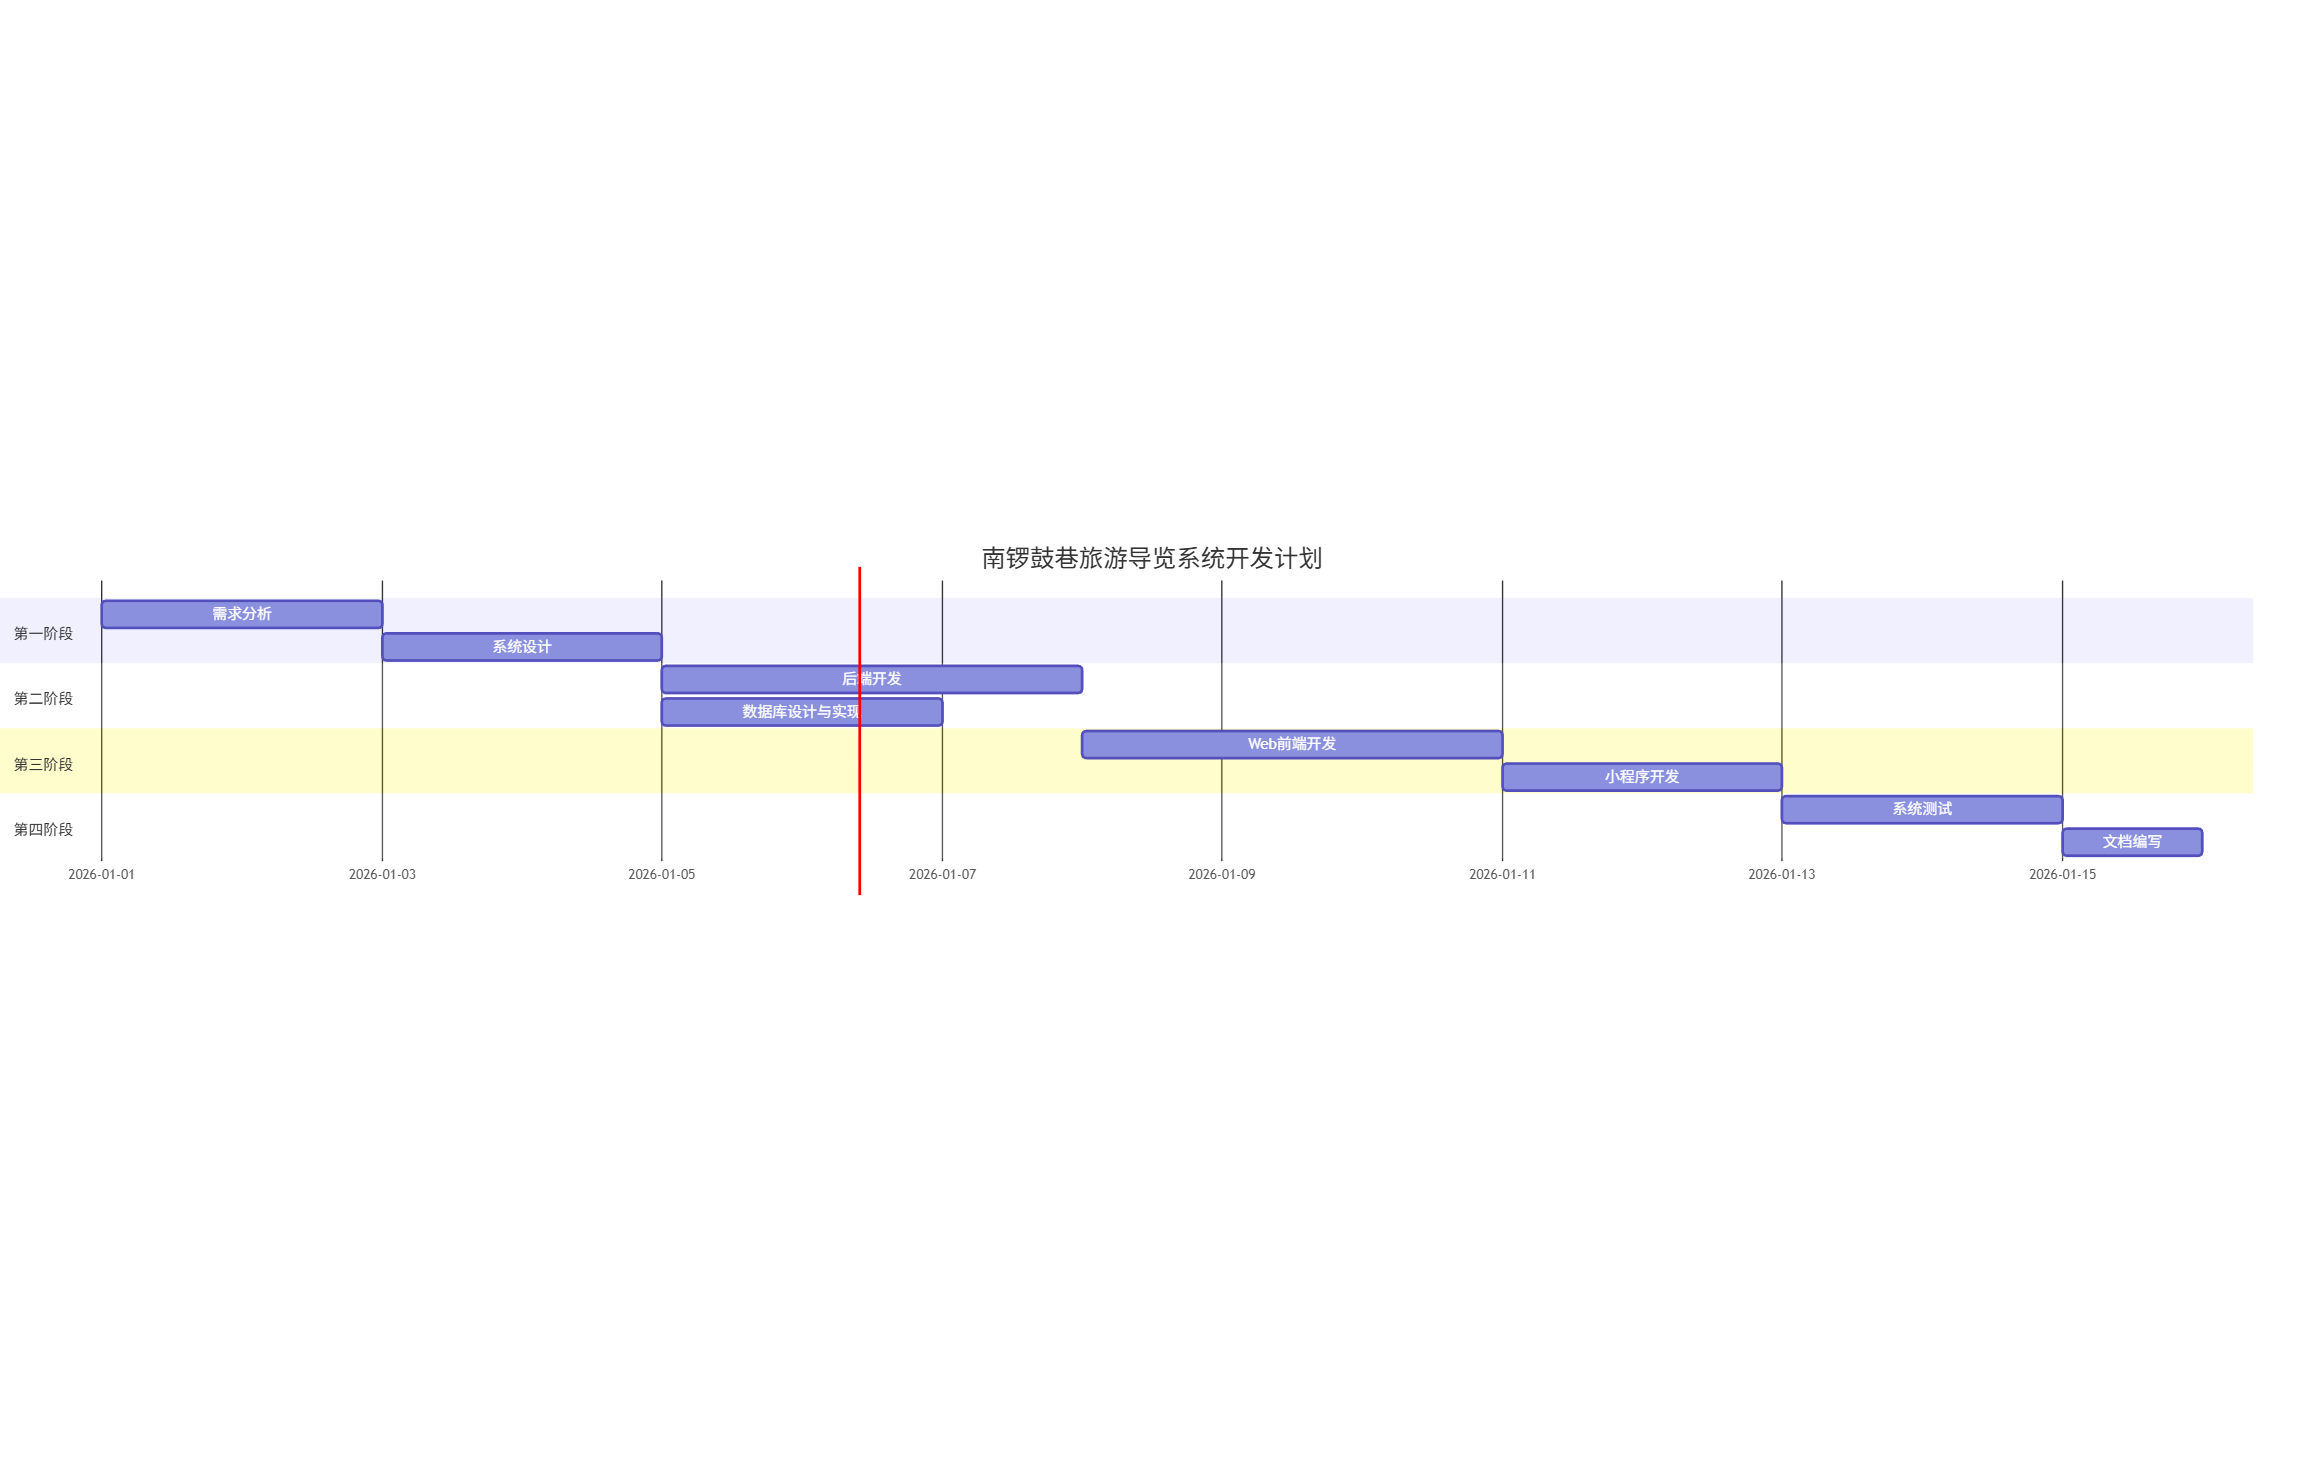 南锣鼓巷旅游导览系统开发计划
第一阶段
需求分析
系统设计
第二阶段
后端开发
数据库设计与实现
第三阶段
Web前端开发
小程序开发
第四阶段
系统测试
文档编写
2026-01-01
2026-01-03
2026-01-05
2026-01-07
2026-01-09
2026-01-11
2026-01-13
2026-01-15